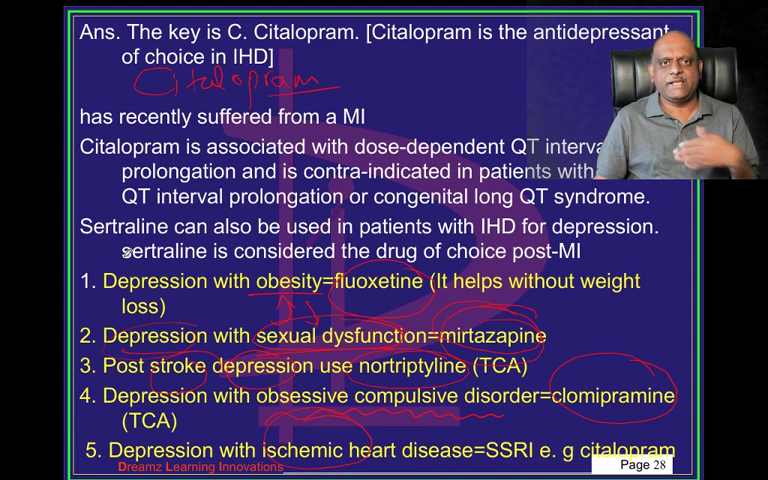 Ans. The key is C. Citalopram. [Citalopram is the antidepressant
of choice in IHD]
Citalopram
has recently suffered from a MI
Citalopram is associated with dose-dependent QT interva
prolongation and is contra-indicated in patients with
QT interval prolongation or congenital long QT syndrome.
Sertraline can also be used in patients with IHD for depression.
sertraline is considered the drug of choice post-MI
1. Depression with obesity=fluoxetine (It helps without weight
loss)
2. Depression with sexual dysfunction=mirtazapine
3. Post stroke depression use nortriptyline (TCA)
4. Depression with obsessive compulsive disorder=clomipramine
(TCA)
5. Depression with ischemic heart disease=SSRI e. g citalopram
Dreamz Learning Innovations
Page 28